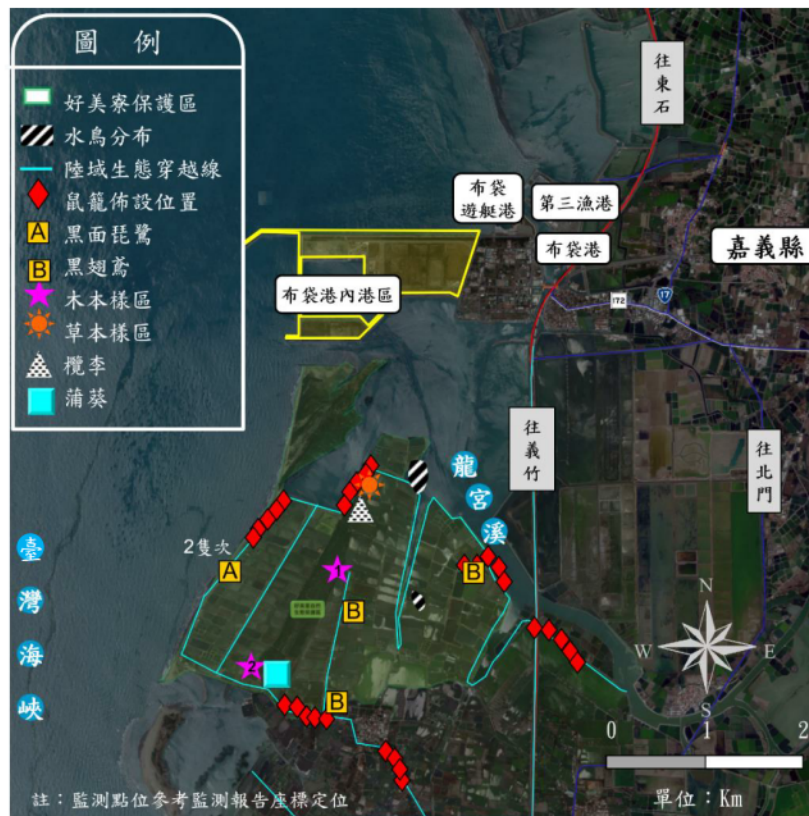 圖 例
好美寮保護區
水鳥分布
陸域生態穿越線
鼠籠佈設位置
A 黑面琵鷺
B 黑翅鳶
木本樣區
草本樣區
欖李
蒲葵
往東石
布袋
遊艇港
第三漁港
布袋港
嘉義縣
布袋港內港區
17
172
往義竹
往北門
龍宮溪
臺灣海峽
2隻次
A
1
B
B
2
B
N
W
E
S
0 1 2
單位：Km
註：監測點位參考監測報告座標定位